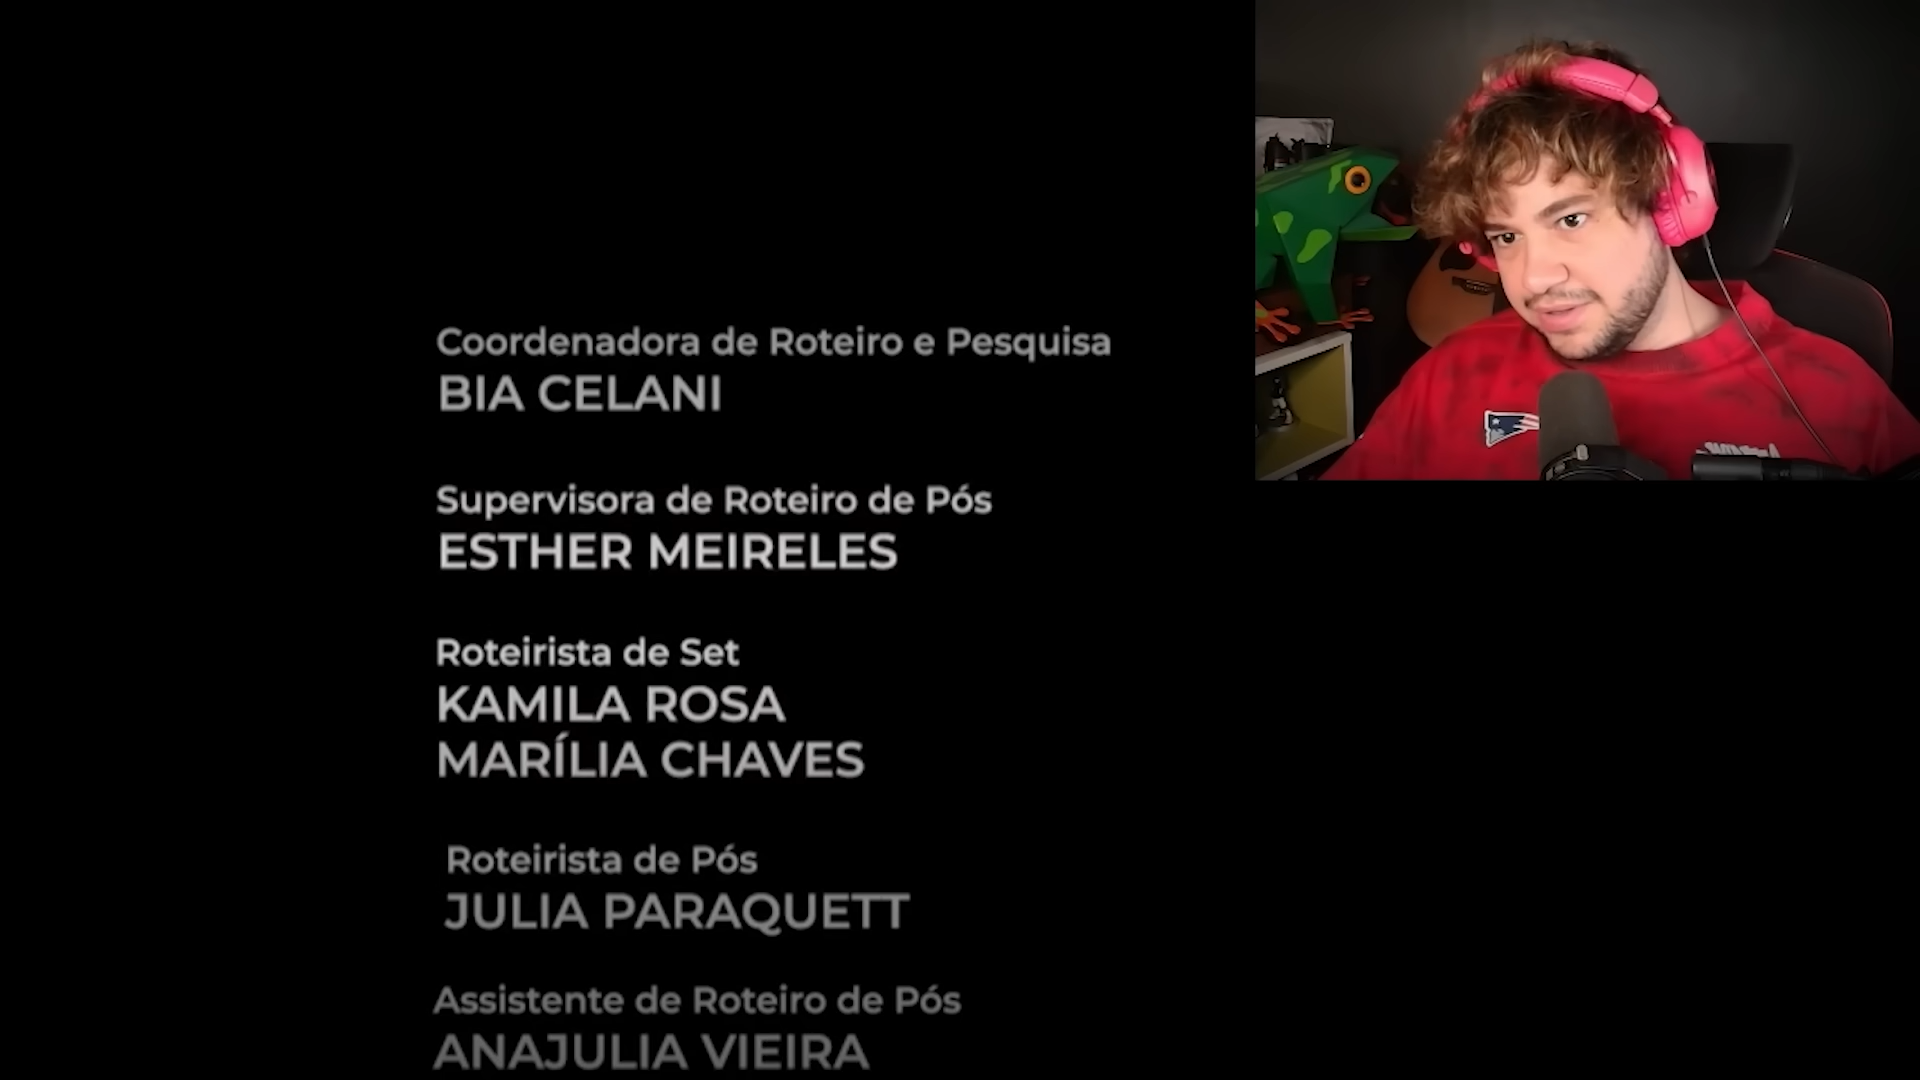 Coordenadora de Roteiro e Pesquisa
BIA CELANI
Supervisora de Roteiro de Pós
ESTHER MEIRELES
Roteirista de Set
KAMILA ROSA
MARÍLIA CHAVES
Roteirista de Pós
JULIA PARAQUETT
Assistente de Roteiro de Pós
ANAJULIA VIEIRA